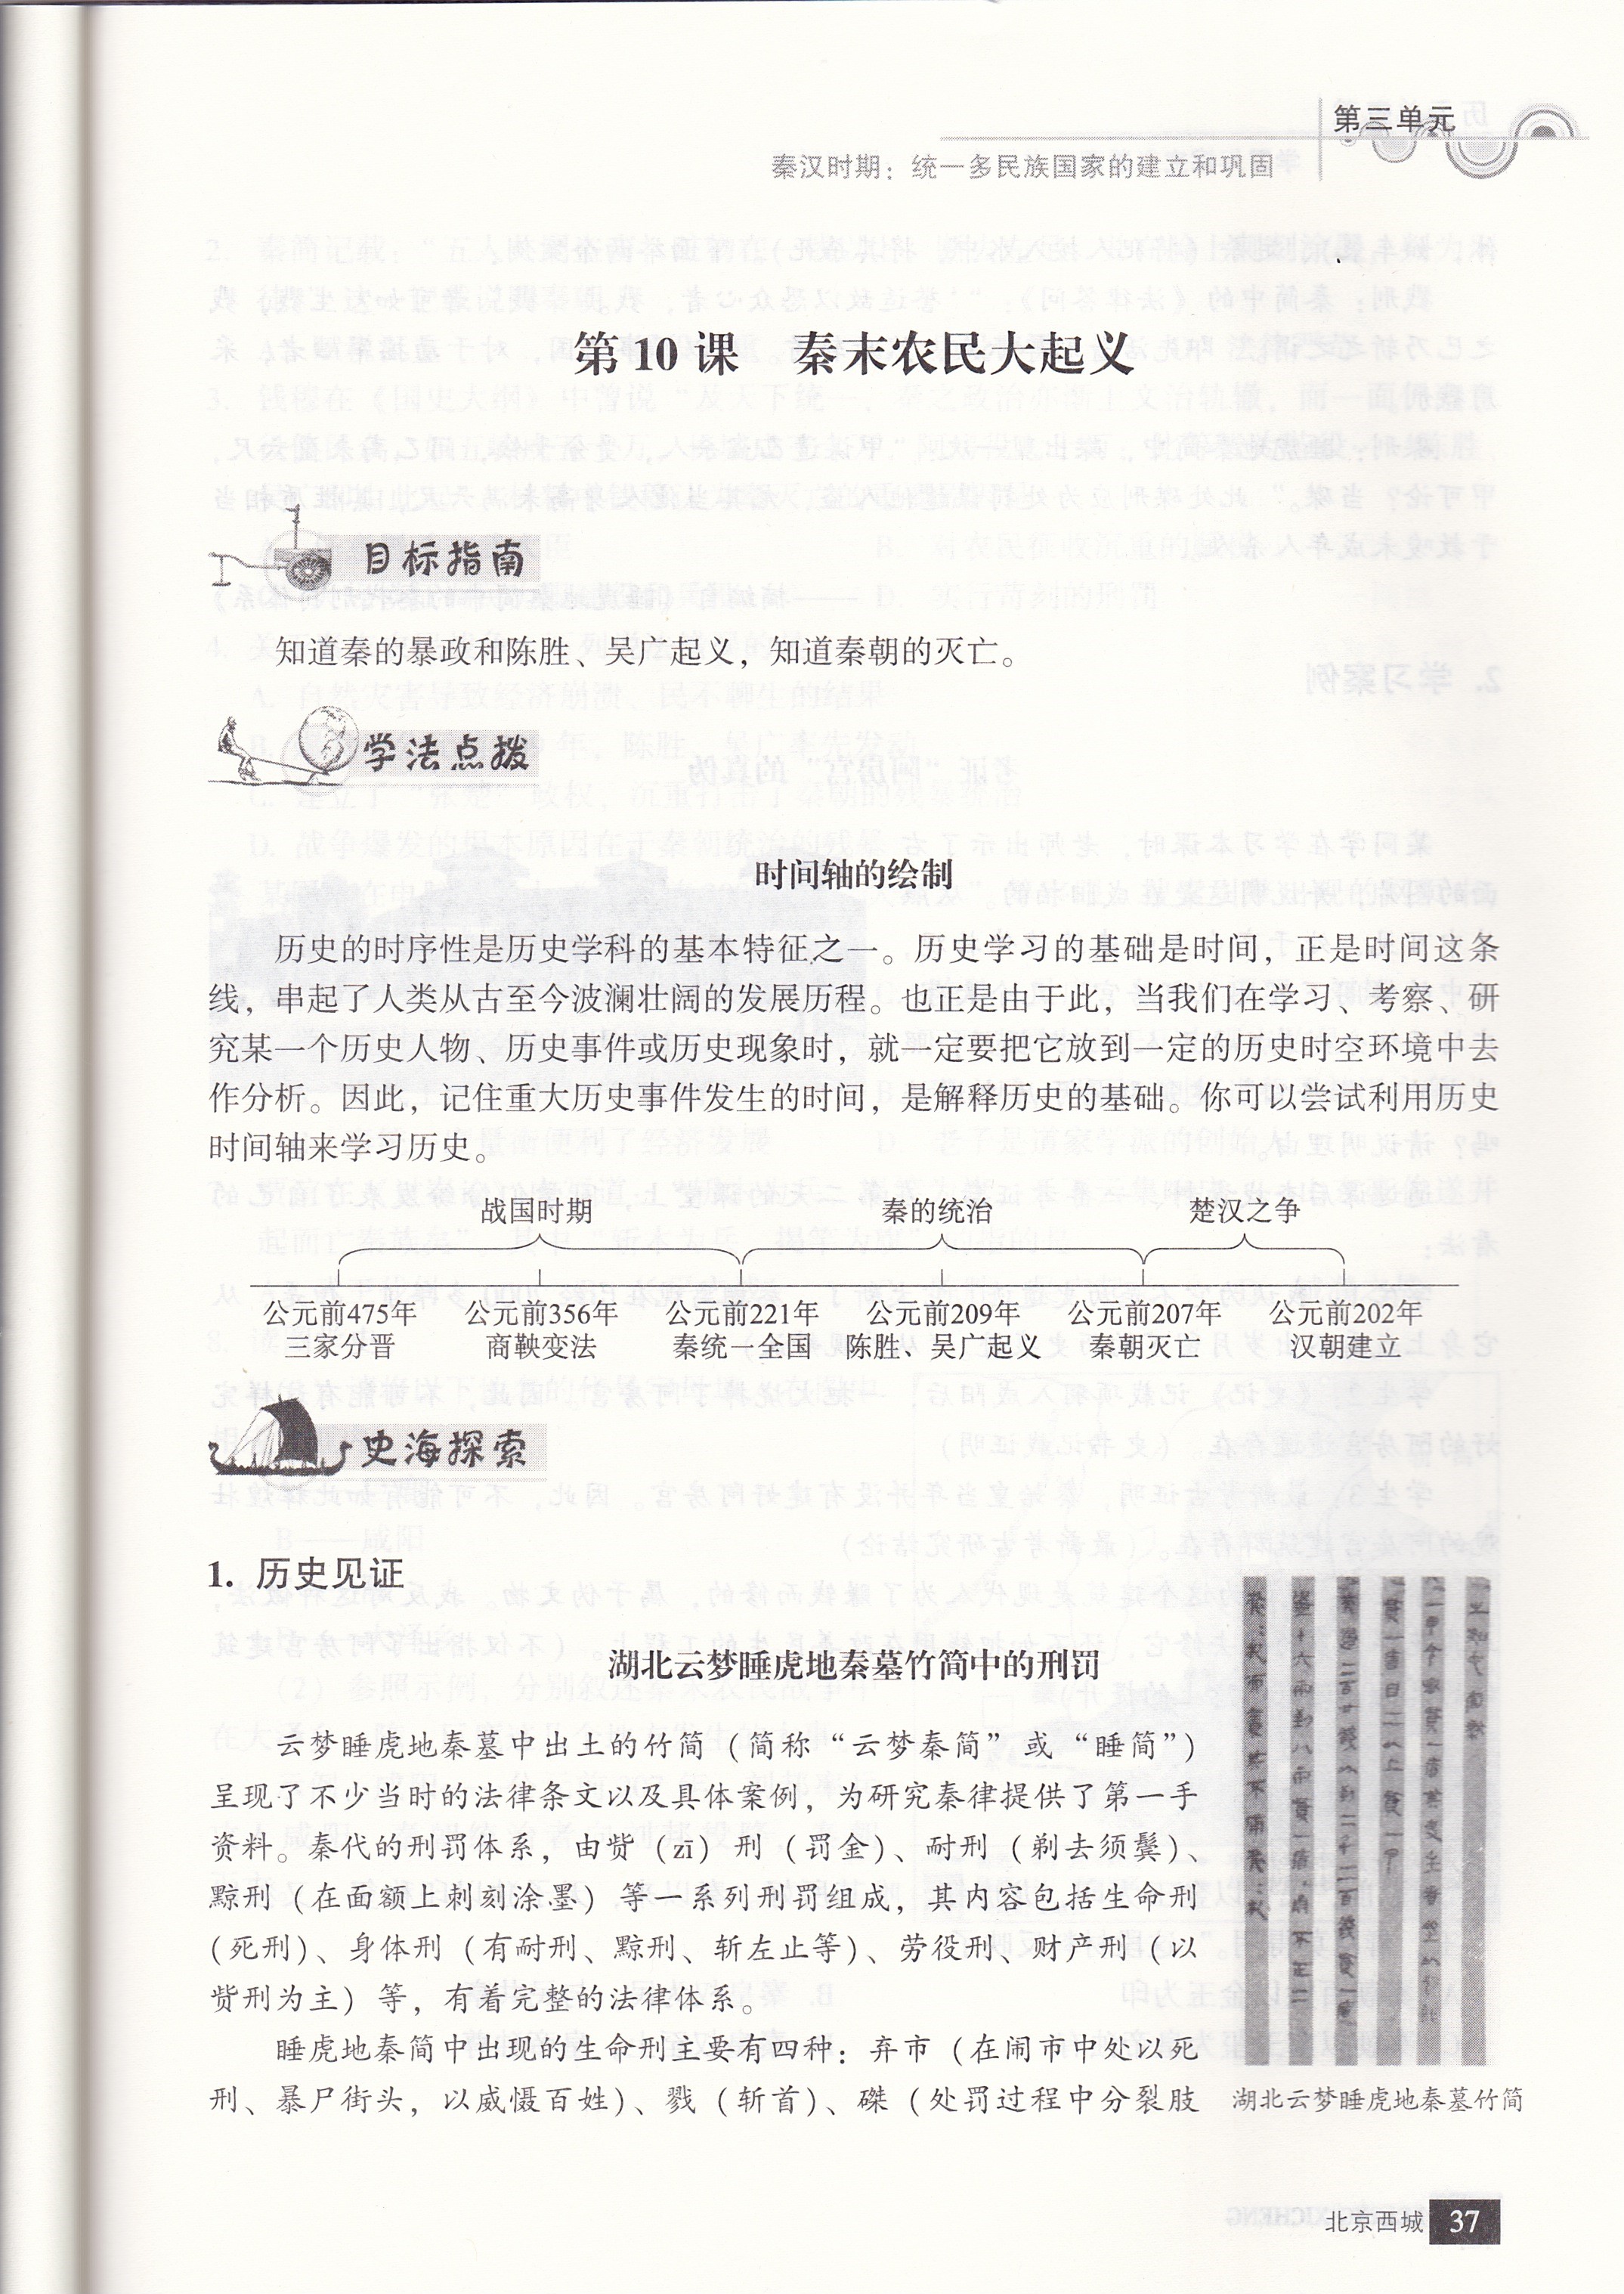 第三单元
秦汉时期：统一多民族国家的建立和巩固
第 10 课　秦末农民大起义
目标指南
知道秦的暴政和陈胜、吴广起义，知道秦朝的灭亡。
学法点拨
时间轴的绘制
历史的时序性是历史学科的基本特征之一。历史学习的基础是时间，正是时间这条
线，串起了人类从古至今波澜壮阔的发展历程。也正是由于此，当我们在学习、考察、研
究某一个历史人物、历史事件或历史现象时，就一定要把它放到一定的历史时空环境中去
作分析。因此，记住重大历史事件发生的时间，是解释历史的基础。你可以尝试利用历史
时间轴来学习历史。
战国时期　秦的统治　楚汉之争
公元前475年　公元前356年　公元前221年　公元前209年　公元前207年　公元前202年
三家分晋　商鞅变法　秦统一全国　陈胜、吴广起义　秦朝灭亡　汉朝建立
史海探索
1. 历史见证
湖北云梦睡虎地秦墓竹简中的刑罚
云梦睡虎地秦墓中出土的竹简（简称“云梦秦简”或“睡简”）
呈现了不少当时的法律条文以及具体案例，为研究秦律提供了第一手
资料。秦代的刑罚体系，由赀（zī）刑（罚金）、耐刑（剃去须鬓）、
黥刑（在面额上刺刻涂墨）等一系列刑罚组成，其内容包括生命刑
（死刑）、身体刑（有耐刑、黥刑、斩左止等）、劳役刑、财产刑（以
赀刑为主）等，有着完整的法律体系。
睡虎地秦简中出现的生命刑主要有四种：弃市（在闹市中处以死
刑、暴尸街头，以威慑百姓）、戮（斩首）、磔（处罚过程中分裂肢
湖北云梦睡虎地秦墓竹简
北京西城 37